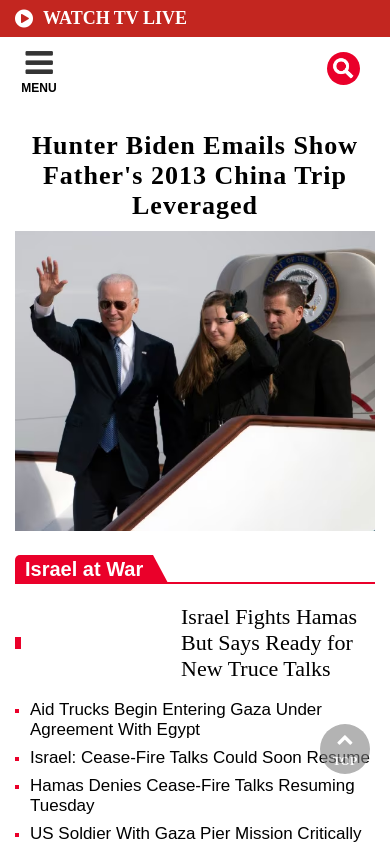 WATCH TV LIVE
MENU
Hunter Biden Emails Show
Father's 2013 China Trip
Leveraged
Israel at War
Israel Fights Hamas
But Says Ready for
New Truce Talks
Aid Trucks Begin Entering Gaza Under
Agreement With Egypt
Israel: Cease-Fire Talks Could Soon Resume
TOP
Hamas Denies Cease-Fire Talks Resuming
Tuesday
US Soldier With Gaza Pier Mission Critically